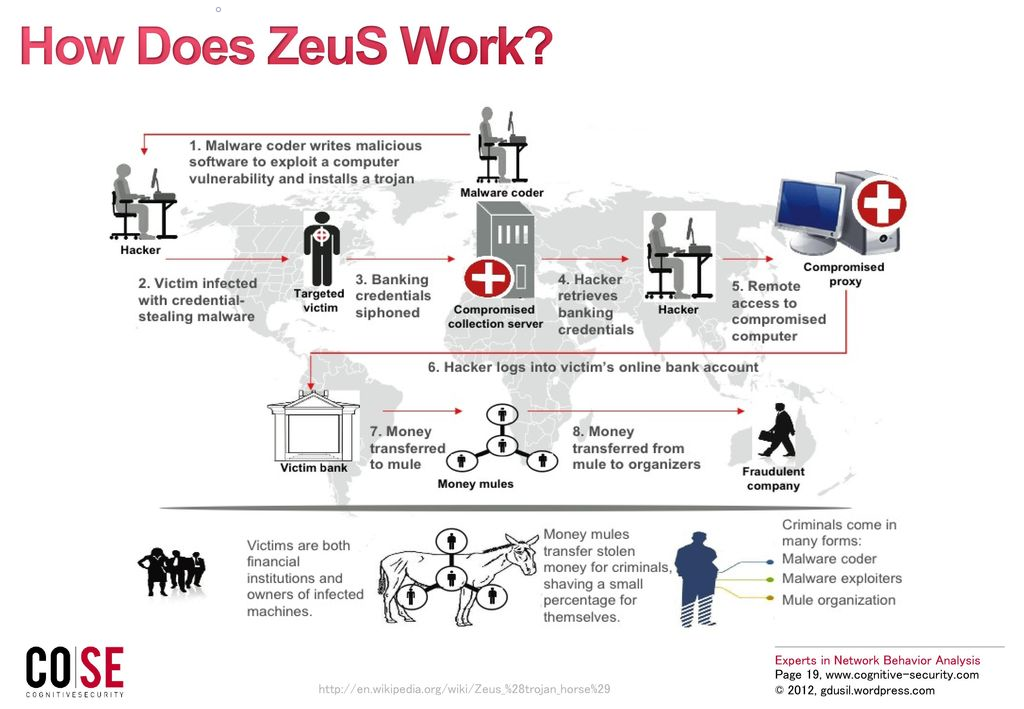 How Does ZeuS Work?
1. Malware coder writes malicious
software to exploit a computer
vulnerability and installs a trojan
Malware coder
Hacker
2. Victim infected
with credential-
stealing malware
Targeted
victim
3. Banking
credentials
siphoned
Compromised
collection server
4. Hacker
retrieves
banking
credentials
Hacker
5. Remote
access to
compromised
computer
Compromised
proxy
6. Hacker logs into victim's online bank account
Victim bank
7. Money
transferred
to mule
Money mules
8. Money
transferred from
mule to organizers
Fraudulent
company
Victims are both
financial
institutions and
owners of infected
machines.
Money mules
transfer stolen
money for criminals,
shaving a small
percentage for
themselves.
Criminals come in
many forms:
Malware coder
Malware exploiters
Mule organization
CO|SE
COGNITIVESECURITY
http://en.wikipedia.org/wiki/Zeus_%28trojan_horse%29
Experts in Network Behavior Analysis
Page 19, www.cognitive-security.com
© 2012, gdusil.wordpress.com